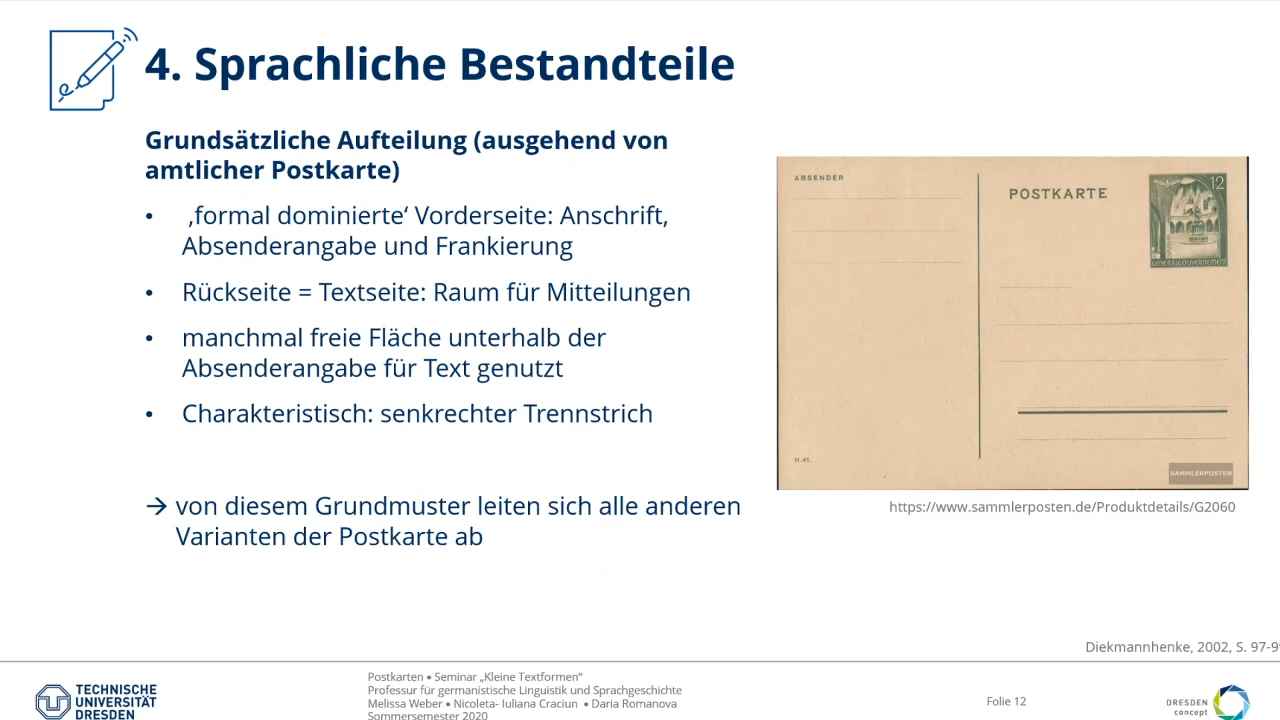 4. Sprachliche Bestandteile
Grundsätzliche Aufteilung (ausgehend von
amtlicher Postkarte)
• ‚formal dominierte‘ Vorderseite: Anschrift,
Absenderangabe und Frankierung
• Rückseite = Textseite: Raum für Mitteilungen
• manchmal freie Fläche unterhalb der
Absenderangabe für Text genutzt
• Charakteristisch: senkrechter Trennstrich
→ von diesem Grundmuster leiten sich alle anderen
Varianten der Postkarte ab
ABSENDER
POSTKARTE
12
GENERALGOUVERNEMENT
SAMMLERPOSTEN
https://www.sammlerposten.de/Produktdetails/G2060
Diekmannhenke, 2002, S. 97-9
TECHNISCHE
UNIVERSITÄT
DRESDEN
Postkarten • Seminar „Kleine Textformen“
Professur für germanistische Linguistik und Sprachgeschichte
Melissa Weber • Nicoleta- Iuliana Craciun • Daria Romanova
Sommersemester 2020
Folie 12
DRESDEN
concept